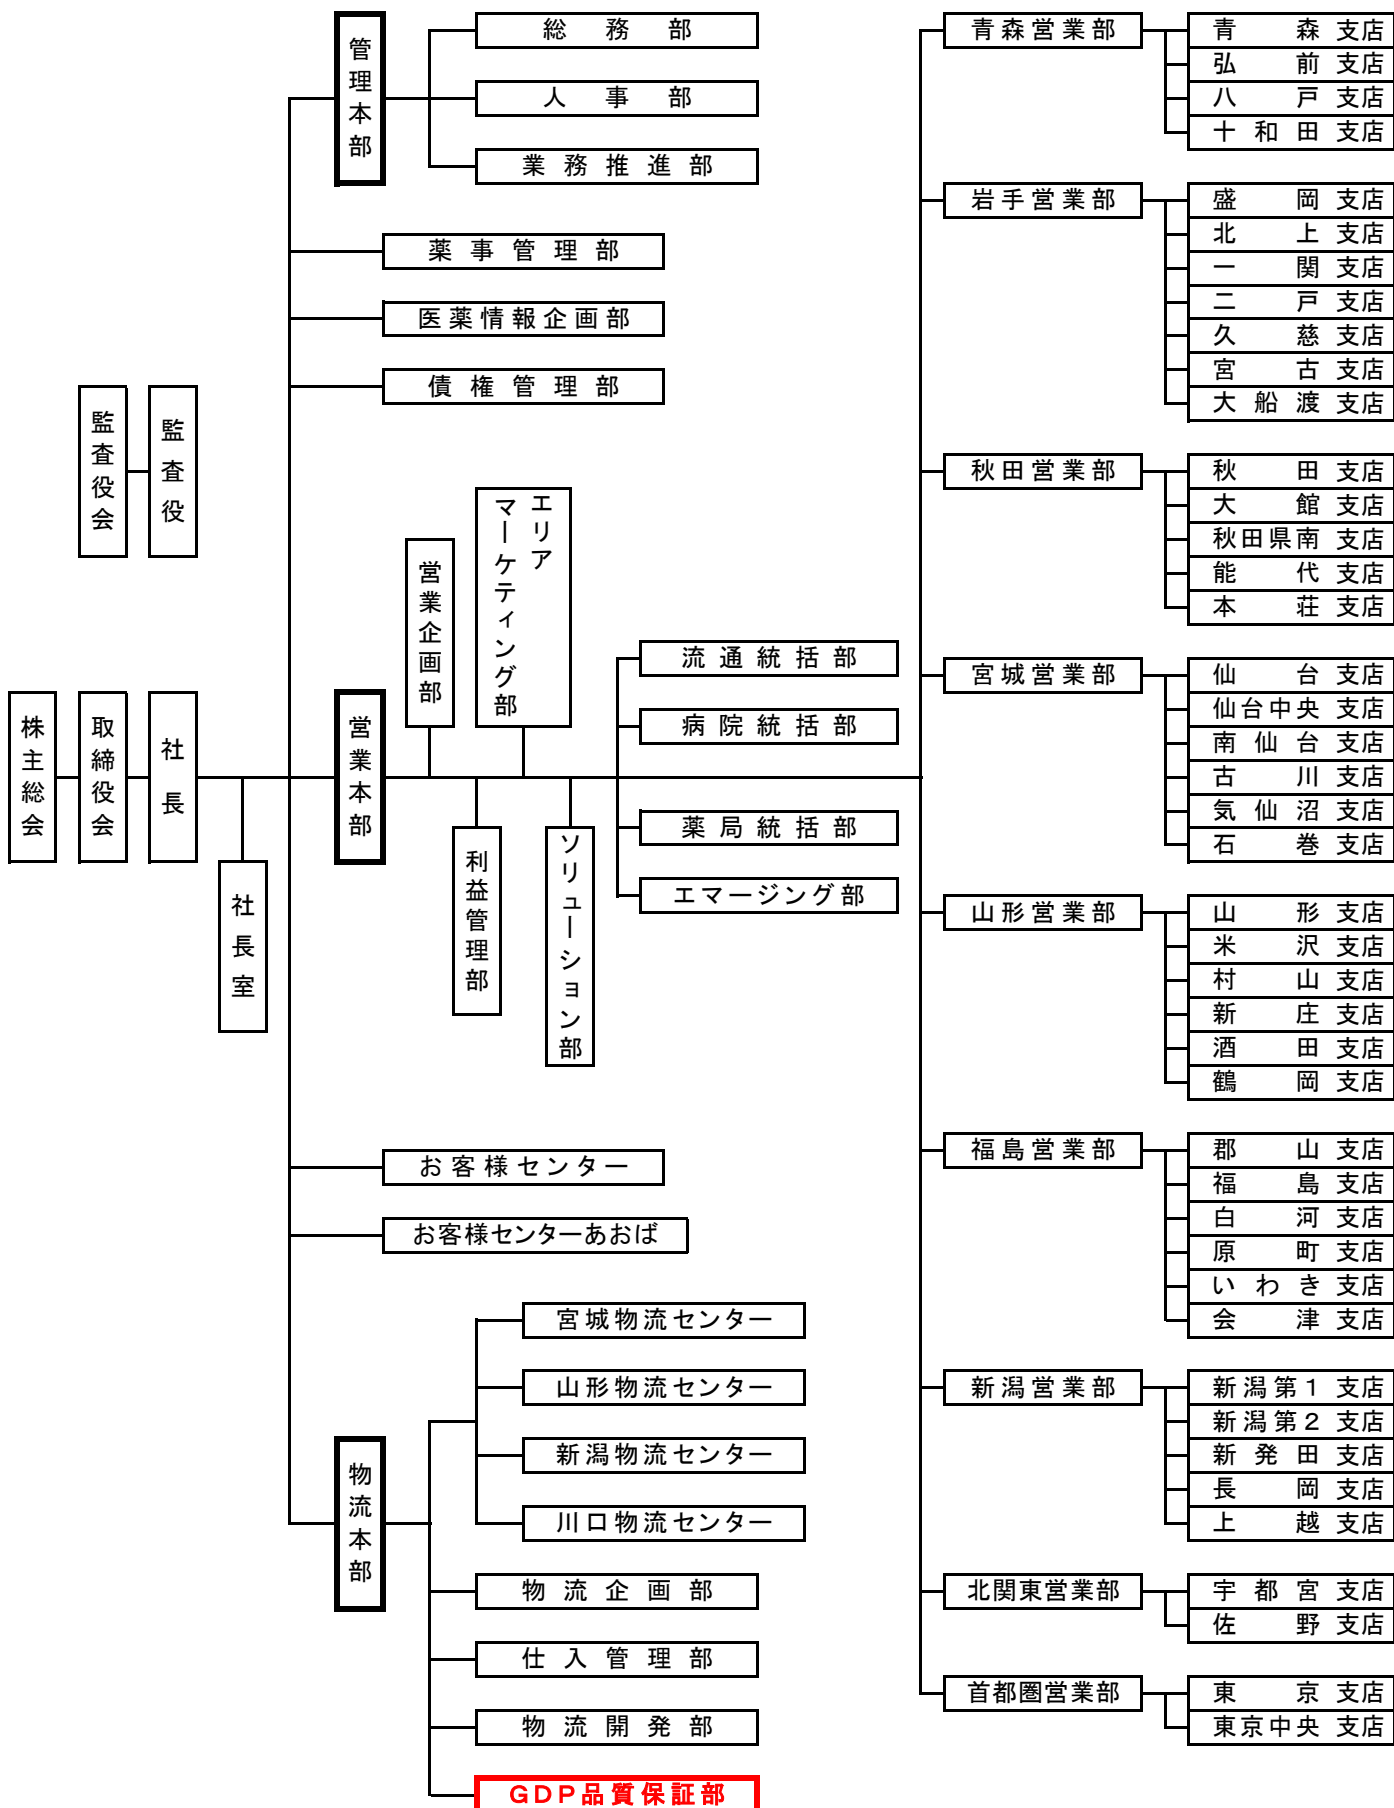 株主総会
取締役会
社長
社長室
監査役会
監査役
管理本部
総務部
人事部
業務推進部
薬事管理部
医薬情報企画部
債権管理部
営業本部
営業企画部
エリア
マーケティング部
利益管理部
ソリューション部
流通統括部
病院統括部
薬局統括部
エマージング部
お客様センター
お客様センターあおば
物流本部
宮城物流センター
山形物流センター
新潟物流センター
川口物流センター
物流企画部
仕入管理部
物流開発部
GDP品質保証部
青森営業部
青森支店
弘前支店
八戸支店
十和田支店
岩手営業部
盛岡支店
北上支店
一関支店
二戸支店
久慈支店
宮古支店
大船渡支店
秋田営業部
秋田支店
大館支店
秋田県南支店
能代支店
本荘支店
宮城営業部
仙台支店
仙台中央支店
南仙台支店
古川支店
気仙沼支店
石巻支店
山形営業部
山形支店
米沢支店
村山支店
新庄支店
酒田支店
鶴岡支店
福島営業部
郡山支店
福島支店
白河支店
原町支店
いわき支店
会津支店
新潟営業部
新潟第1支店
新潟第2支店
新発田支店
長岡支店
上越支店
北関東営業部
宇都宮支店
佐野支店
首都圏営業部
東京支店
東京中央支店